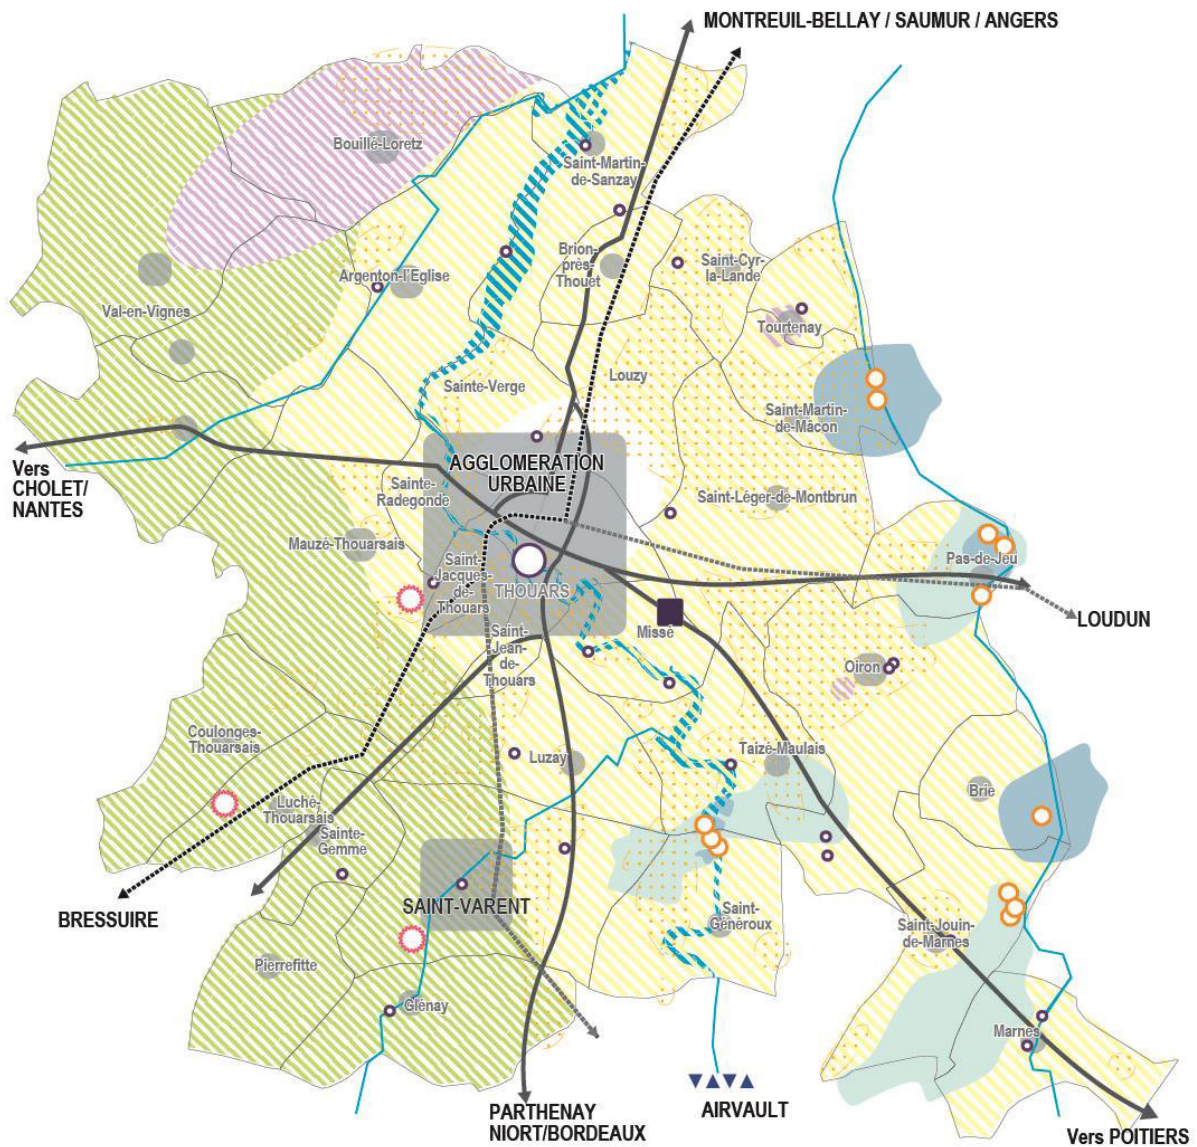 MONTREUIL-BELLAY / SAUMUR / ANGERS
Bouillé-Loretz
Saint-Martin-
de-Sanzay
Brion-
près-
Thouet
Saint-Cyr-
la-Lande
Argenton-l'Eglise
Val-en-Vignes
Tourtenay
Sainte-Verge
Louzy
Saint-Martin-
de-Mâcon
Vers
CHOLET/
NANTES
AGGLOMERATION
URBAINE
Sainte-
Radegonde
Saint-Léger-de-Montbrun
Mauzé-Thouarsais
Saint-
Jacques-
de-
Thouars
THOUARS
Pas-de-Jeu
LOUDUN
Missé
Saint-
Jean-
de-
Thouars
Oiron
Coulonges-
Thouarsais
Luzay
Taizé-Maulais
Brie
Luché-
Thouarsais
Sainte-
Gemme
BRESSUIRE
SAINT-VARENT
Saint-
Généroux
Saint-Jouin-
de-Marnes
Pierrefitte
Glénay
Marnes
PARTHENAY
NIORT/BORDEAUX
AIRVAULT
Vers POITIERS